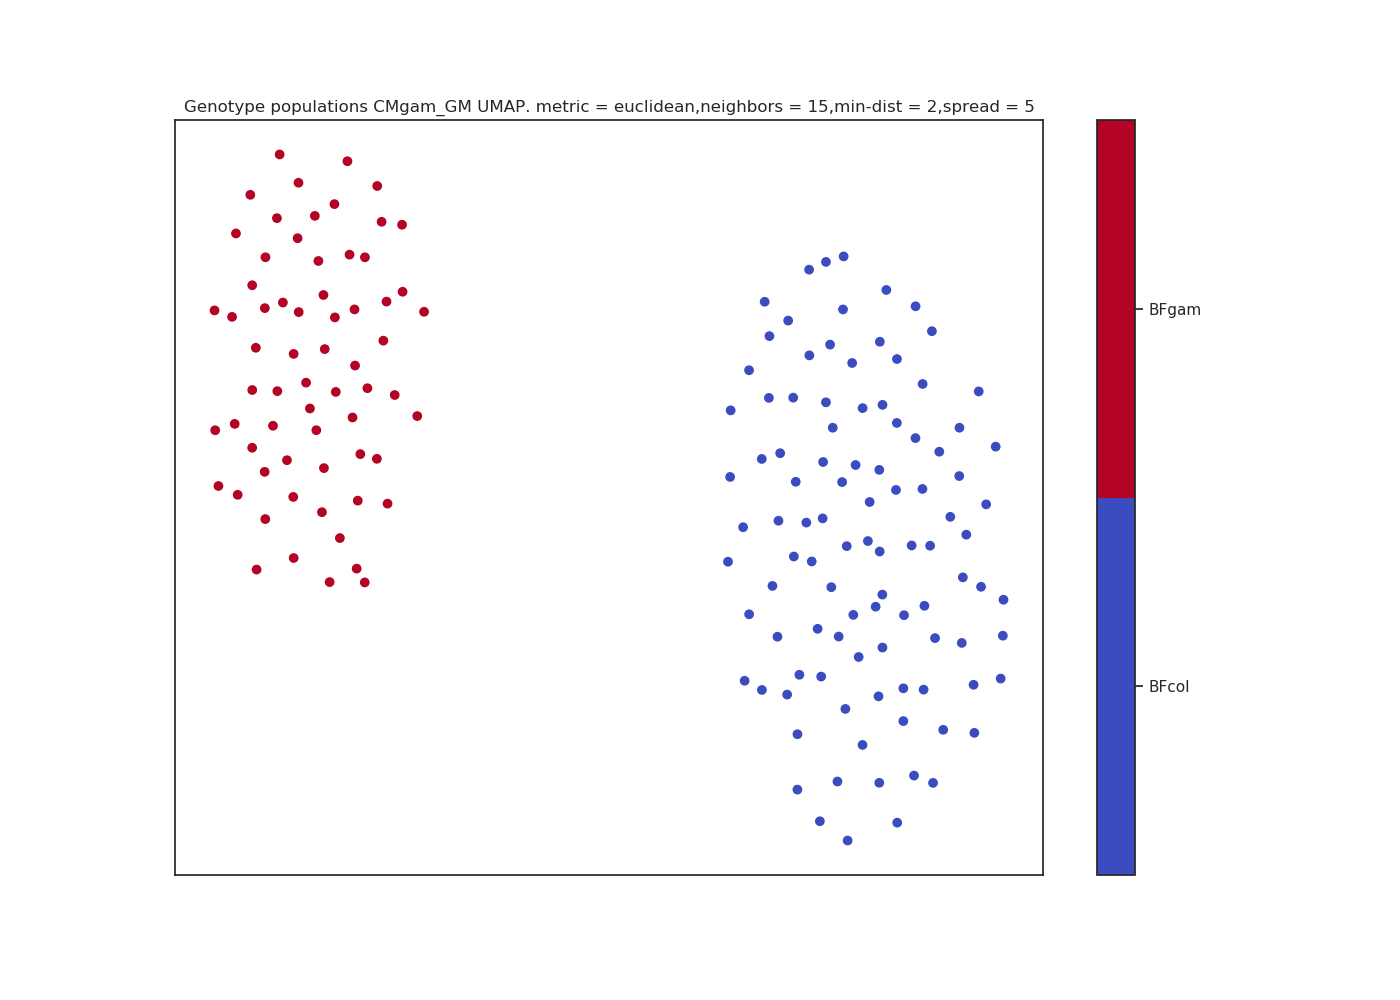 Genotype populations CMgam_GM UMAP. metric = euclidean,neighbors = 15,min-dist = 2,spread = 5
BFgam
BFcol